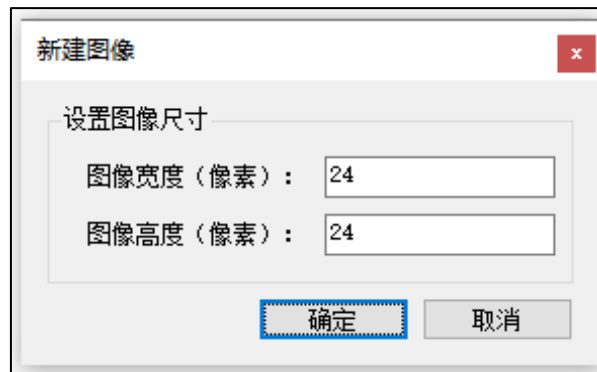 新建图像
x
设置图像尺寸
图像宽度（像素）: 24
图像高度（像素）: 24
确定 取消